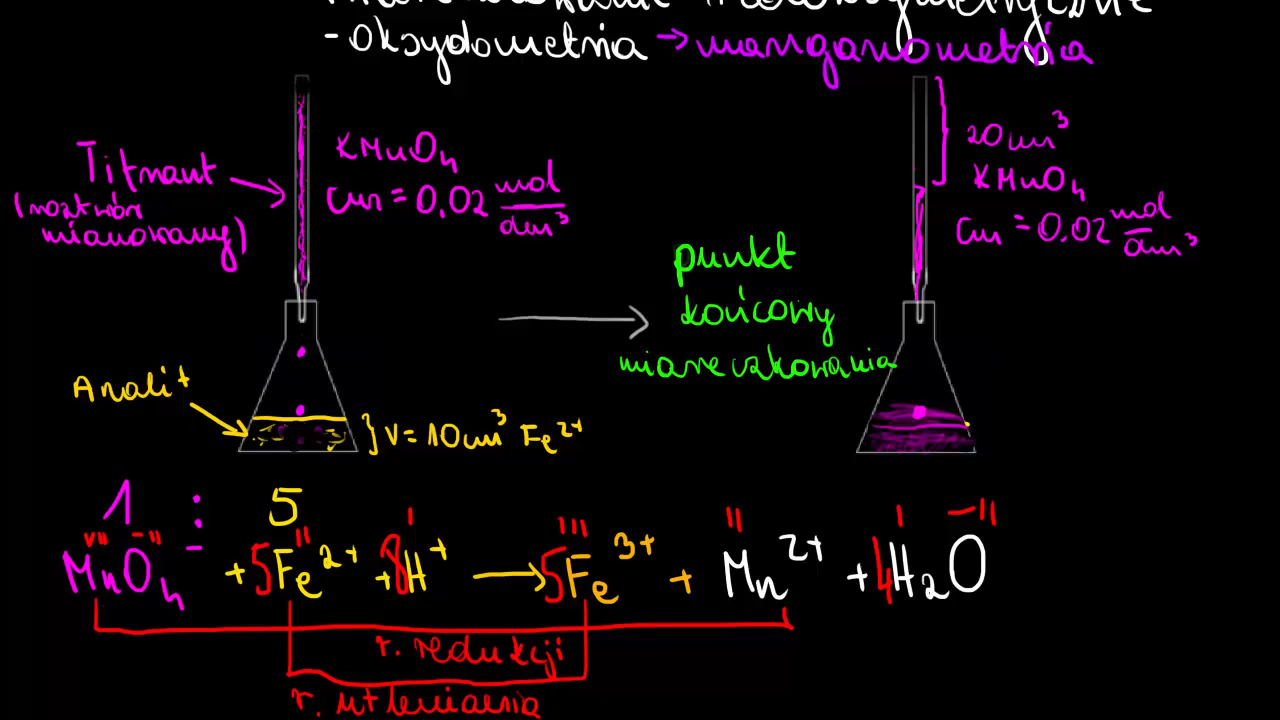 - oksydometria → manganometria
Titrant
(roztwór
mianowany)
KMnO₄
Cm = 0,02 mol/dm³
20 cm³
KMnO₄
Cm = 0,02 mol/dm³
punkt
końcowy
miareczkowania
Analit
} V = 10 cm³ Fe²⁺
1 : 5
VII -II II I III II I -II
MnO₄⁻ + 5Fe²⁺ + 8H⁺ → 5Fe³⁺ + Mn²⁺ + 4H₂O
r. redukcji
r. utleniania